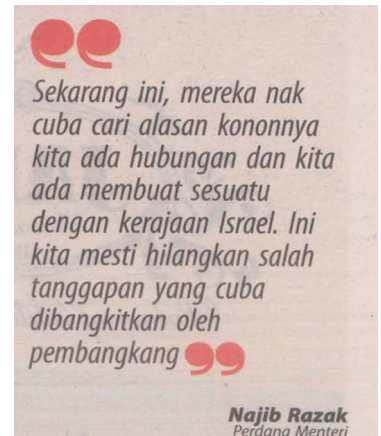 Sekarang ini, mereka nak
cuba cari alasan kononnya
kita ada hubungan dan kita
ada membuat sesuatu
dengan kerajaan Israel. Ini
kita mesti hilangkan salah
tanggapan yang cuba
dibangkitkan oleh
pembangkang
Najib Razak
Perdana Menteri